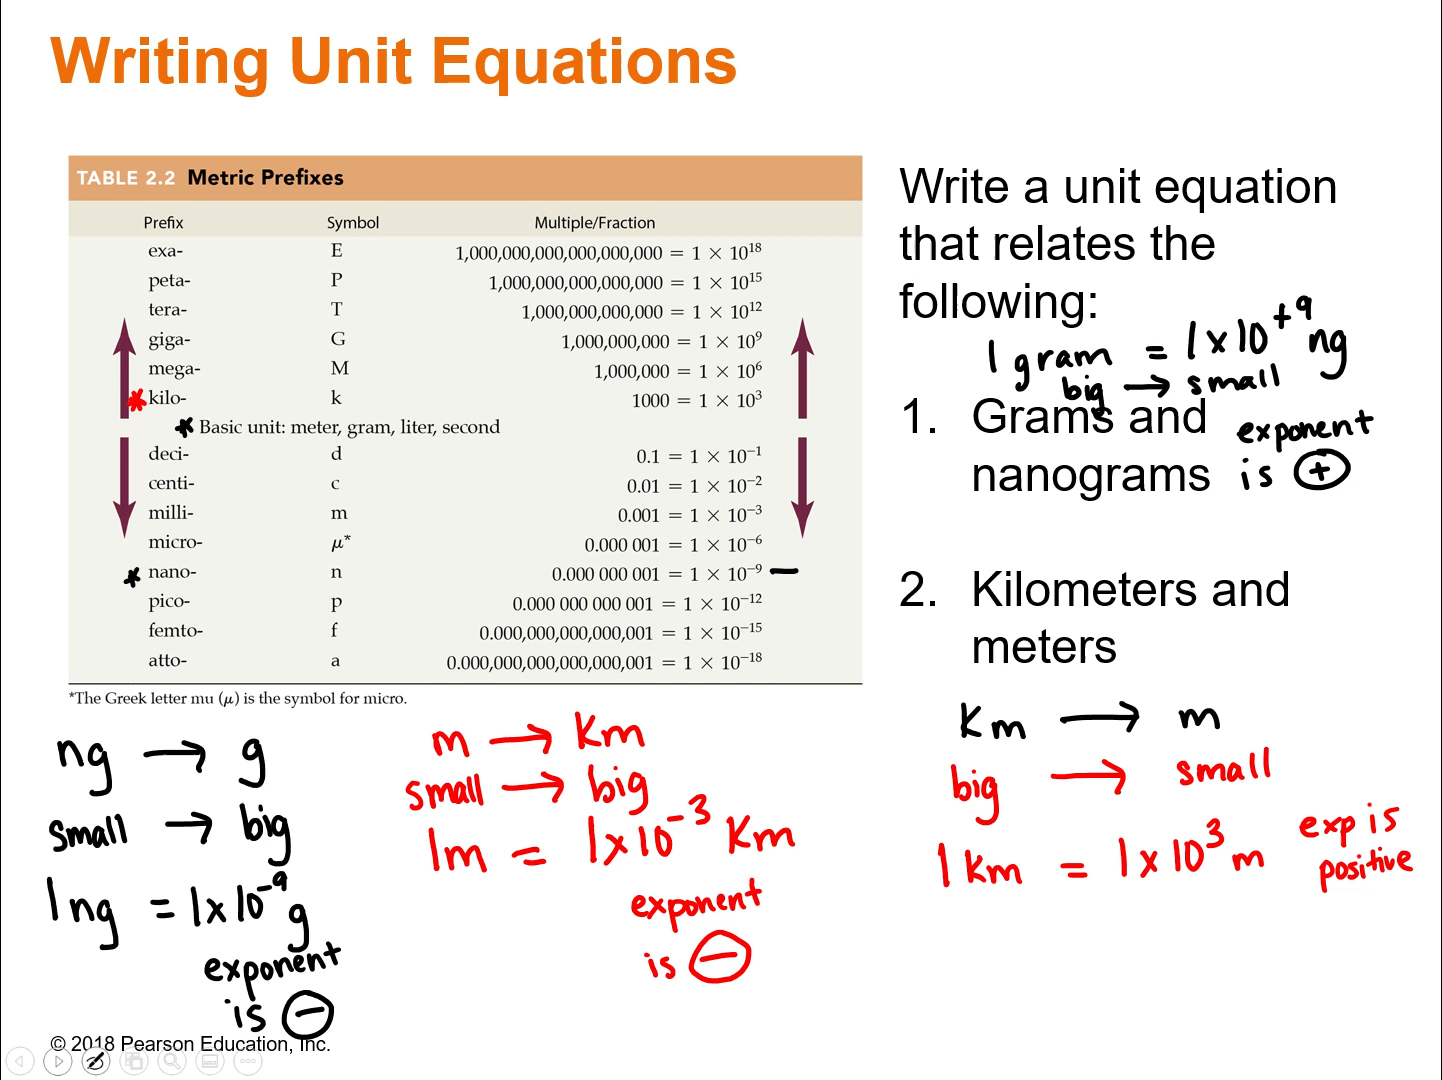 Writing Unit Equations
TABLE 2.2 Metric Prefixes
Prefix Symbol Multiple/Fraction
exa- E 1,000,000,000,000,000,000 = 1 × 10¹⁸
peta- P 1,000,000,000,000,000 = 1 × 10¹⁵
tera- T 1,000,000,000,000 = 1 × 10¹²
giga- G 1,000,000,000 = 1 × 10⁹
mega- M 1,000,000 = 1 × 10⁶
kilo- k 1000 = 1 × 10³
Basic unit: meter, gram, liter, second
deci- d 0.1 = 1 × 10⁻¹
centi- c 0.01 = 1 × 10⁻²
milli- m 0.001 = 1 × 10⁻³
micro- μ* 0.000 001 = 1 × 10⁻⁶
nano- n 0.000 000 001 = 1 × 10⁻⁹
pico- p 0.000 000 000 001 = 1 × 10⁻¹²
femto- f 0.000,000,000,000,001 = 1 × 10⁻¹⁵
atto- a 0.000,000,000,000,000,001 = 1 × 10⁻¹⁸
*The Greek letter mu (μ) is the symbol for micro.
Write a unit equation
that relates the
following:
1 gram = 1 x 10⁺⁹ ng
big → small
1. Grams and
nanograms
exponent
is (+)
2. Kilometers and
meters
ng → g
small → big
1 ng = 1x10⁻⁹ g
exponent
is (−)
m → Km
small → big
1m = 1x10⁻³ Km
exponent
is (−)
Km → m
big → small
1 Km = 1 x 10³ m
exp is
positive
© 2018 Pearson Education, Inc.